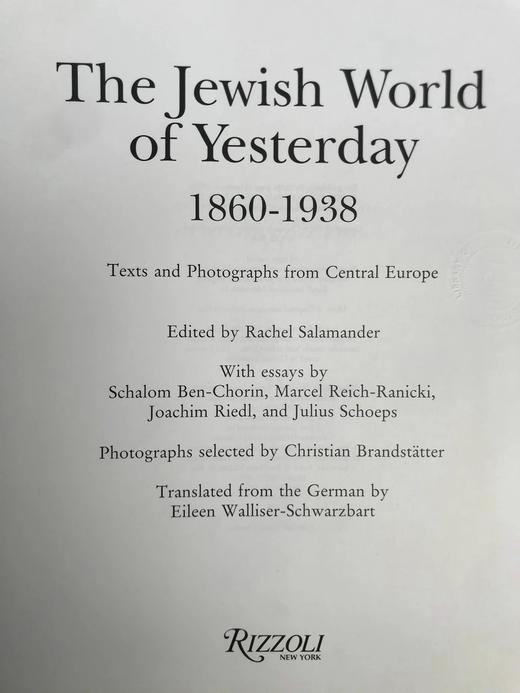 The Jewish World
of Yesterday
1860-1938
Texts and Photographs from Central Europe
Edited by Rachel Salamander
With essays by
Schalom Ben-Chorin, Marcel Reich-Ranicki,
Joachim Riedl, and Julius Schoeps
Photographs selected by Christian Brandstätter
Translated from the German by
Eileen Walliser-Schwarzbart
RIZZOLI
NEW YORK